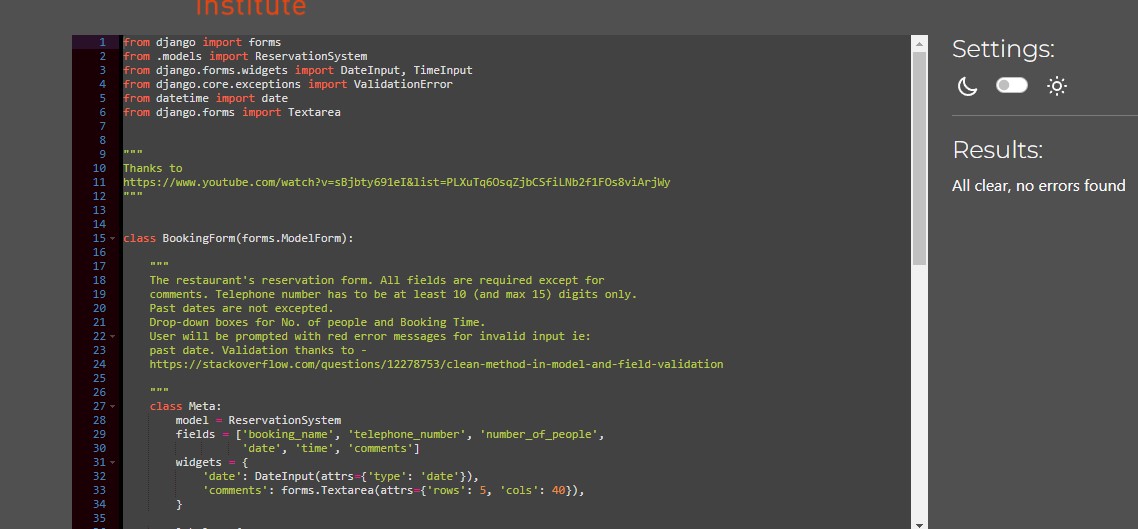 Institute
1 from django import forms
2 from .models import ReservationSystem
3 from django.forms.widgets import DateInput, TimeInput
4 from django.core.exceptions import ValidationError
5 from datetime import date
6 from django.forms import Textarea
7
8
9 """
10 Thanks to
11 https://www.youtube.com/watch?v=sBjbty691eI&list=PLXuTq6OsqZjbCSfiLNb2f1FOs8viArjWy
12 """
13
14
15 class BookingForm(forms.ModelForm):
16
17     """
18     The restaurant's reservation form. All fields are required except for
19     comments. Telephone number has to be at least 10 (and max 15) digits only.
20     Past dates are not excepted.
21     Drop-down boxes for No. of people and Booking Time.
22     User will be prompted with red error messages for invalid input ie:
23     past date. Validation thanks to -
24     https://stackoverflow.com/questions/12278753/clean-method-in-model-and-field-validation
25
26     """
27     class Meta:
28         model = ReservationSystem
29         fields = ['booking_name', 'telephone_number', 'number_of_people',
30                   'date', 'time', 'comments']
31         widgets = {
32             'date': DateInput(attrs={'type': 'date'}),
33             'comments': forms.Textarea(attrs={'rows': 5, 'cols': 40}),
34         }
35
Settings:
Results:
All clear, no errors found